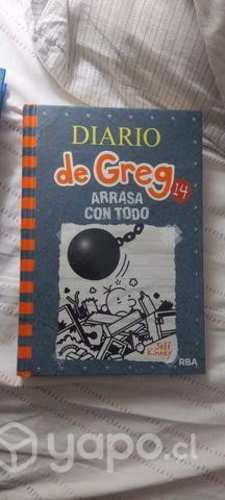 DIARIO
de Greg 14
ARRASA
CON TODO
Jeff
Kinney
RBA
yapo.cl